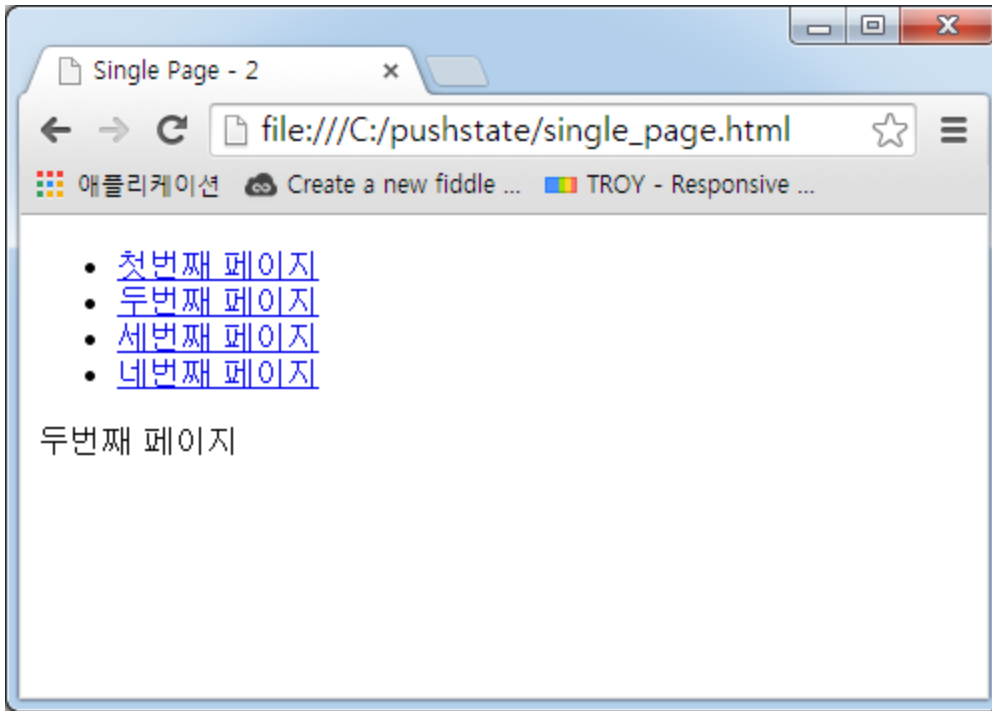 Single Page - 2
file:///C:/pushstate/single_page.html
애플리케이션 Create a new fiddle ... TROY - Responsive ...
첫번째 페이지
두번째 페이지
세번째 페이지
네번째 페이지
두번째 페이지